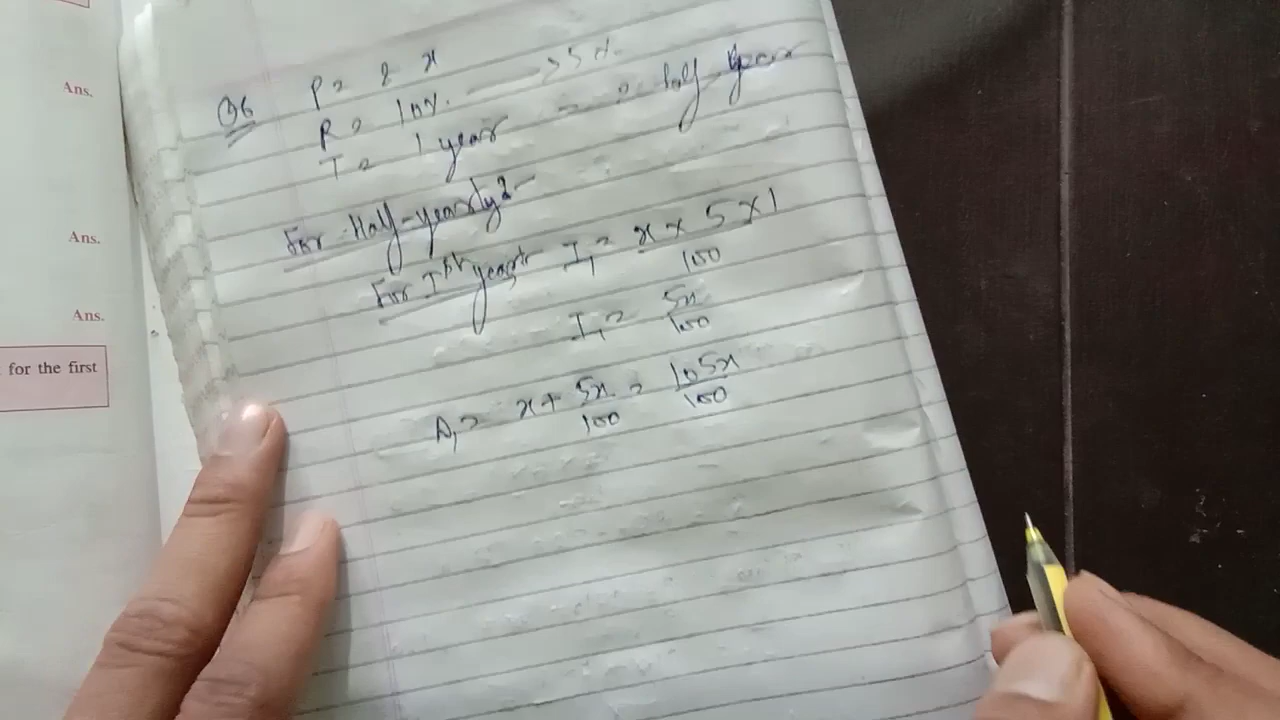 Ans.
Ans.
Ans.
for the first
Q6 P = ₹ x
R = 10%. → 5%.
T = 1 year = 2 half year
For Half-yearly :-
For Ist year :- I₁ = x × 5 × 1 / 100
I₁ = 5x / 100
A₁ = x + 5x / 100 = 105x / 100